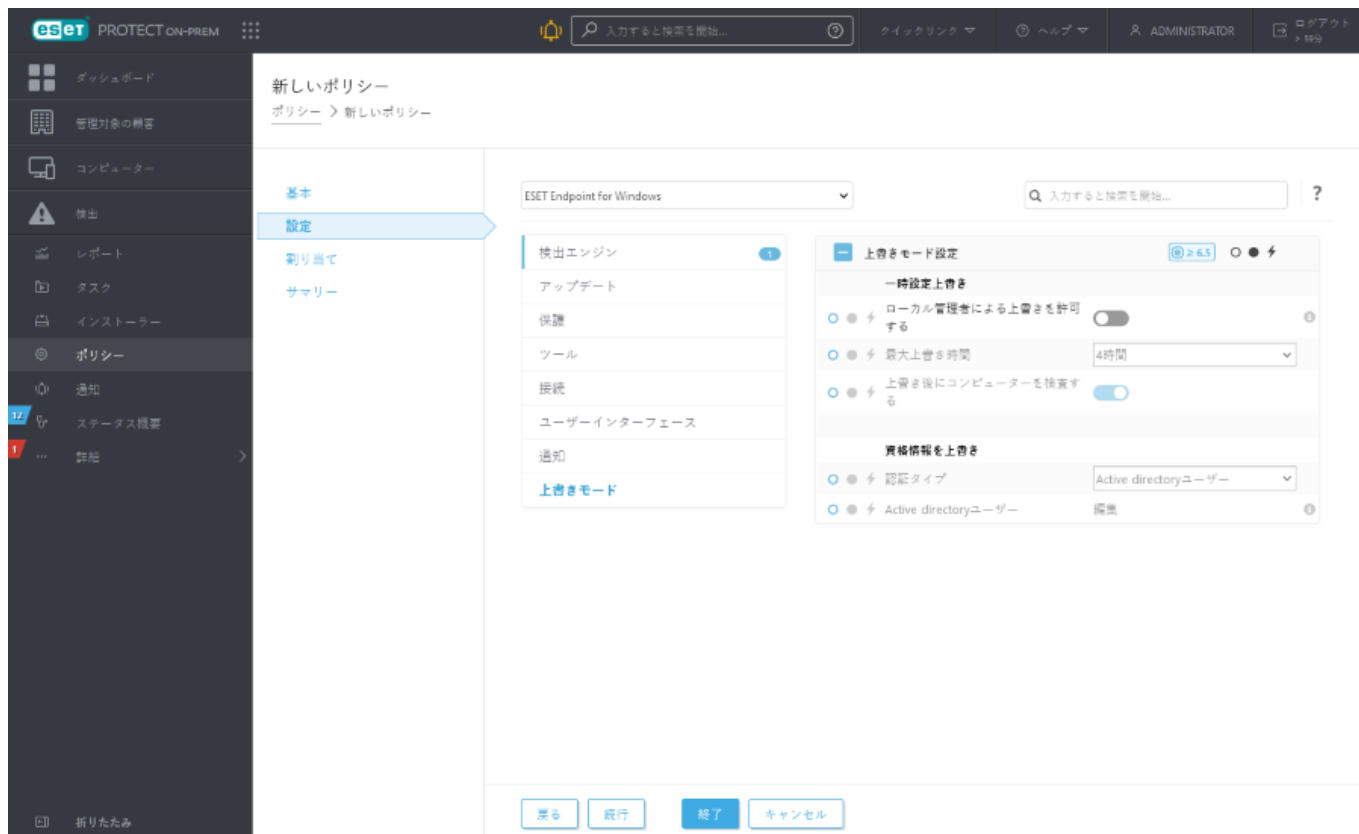 eset PROTECT ON-PREM
入力すると検索を開始...
クイックリンク
ヘルプ
ADMINISTRATOR
ログアウト
> 59分
ダッシュボード
管理対象の顧客
コンピューター
検出
レポート
タスク
インストーラー
ポリシー
通知
12
ステータス概要
1
詳細
折りたたみ
新しいポリシー
ポリシー > 新しいポリシー
基本
設定
割り当て
サマリー
ESET Endpoint for Windows
入力すると検索を開始...
?
検出エンジン
1
アップデート
保護
ツール
接続
ユーザーインターフェース
通知
上書きモード
上書きモード設定
≥ 6.5
一時設定上書き
ローカル管理者による上書きを許可
する
最大上書き時間
4時間
上書き後にコンピューターを検査す
る
資格情報を上書き
認証タイプ
Active directoryユーザー
Active directoryユーザー
編集
戻る
続行
終了
キャンセル